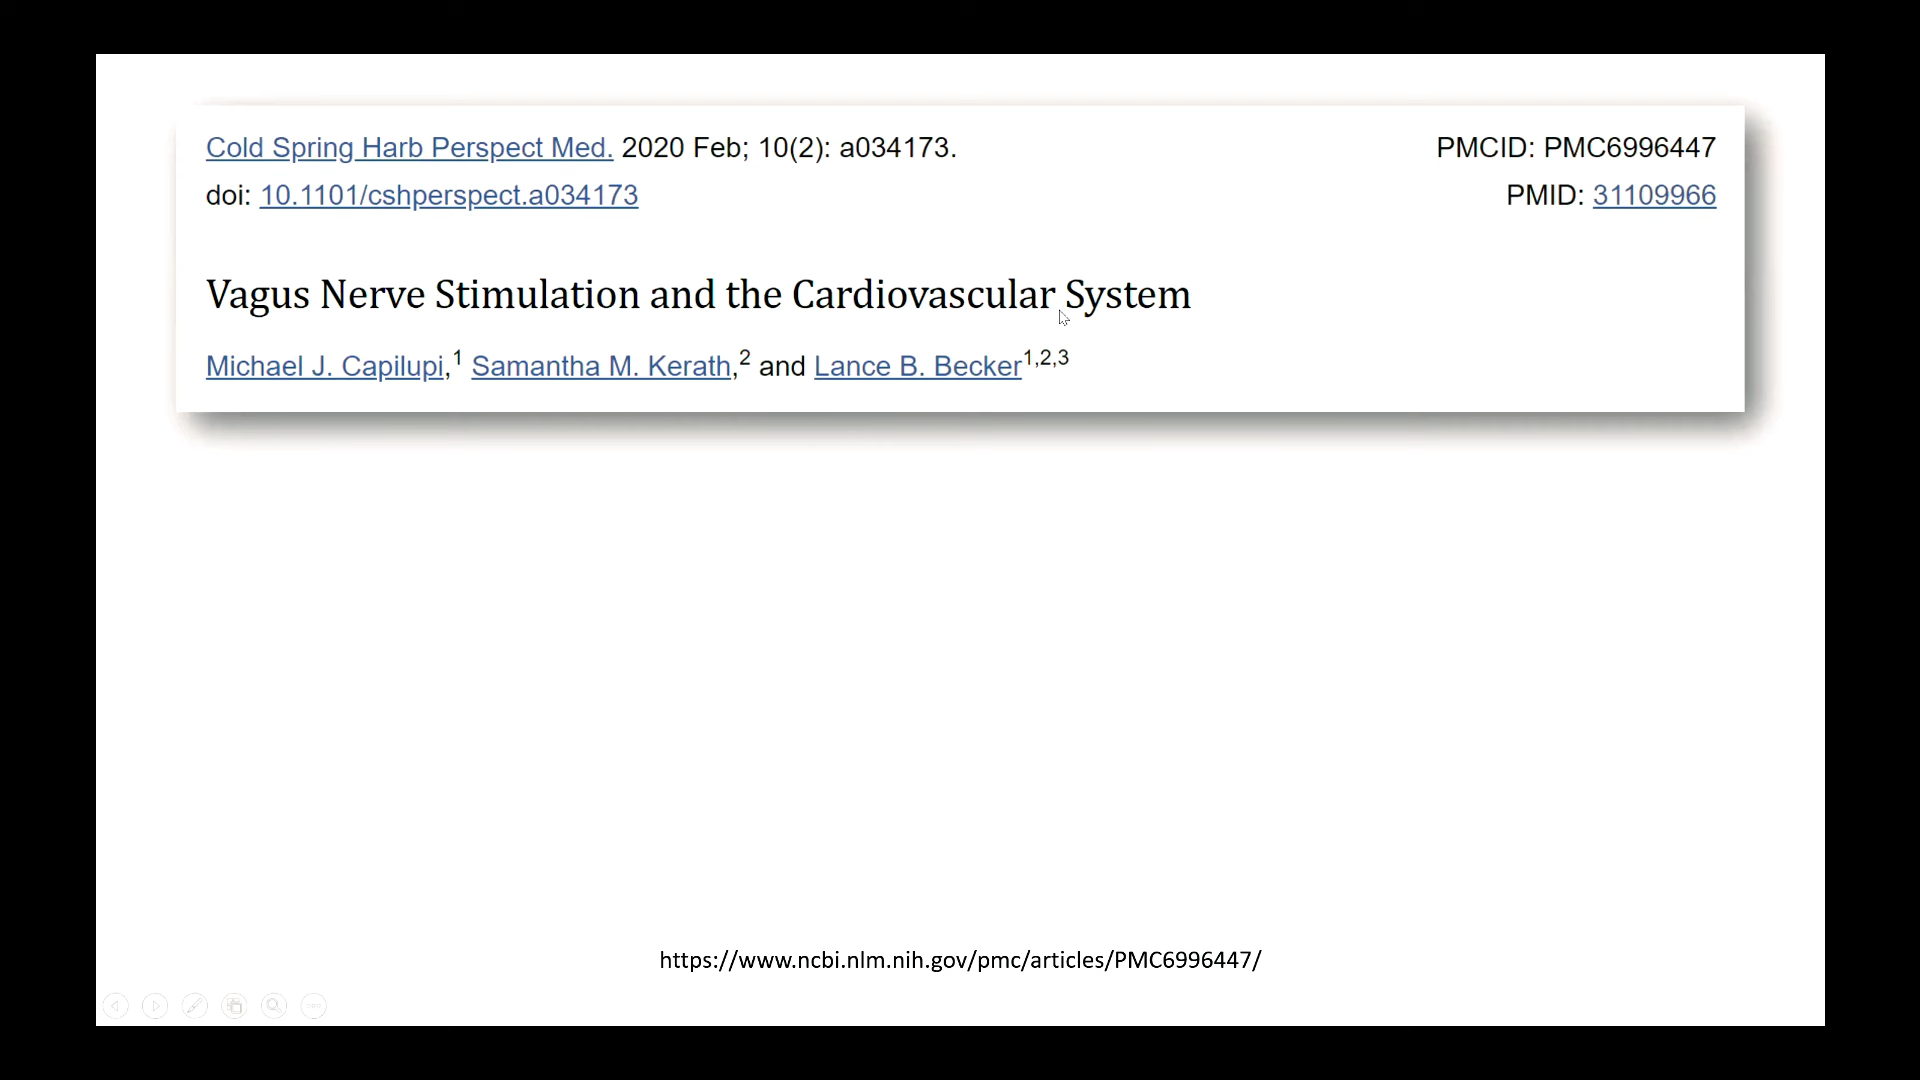 Cold Spring Harb Perspect Med. 2020 Feb; 10(2): a034173. PMCID: PMC6996447
doi: 10.1101/cshperspect.a034173 PMID: 31109966
Vagus Nerve Stimulation and the Cardiovascular System
Michael J. Capilupi,1 Samantha M. Kerath,2 and Lance B. Becker1,2,3
https://www.ncbi.nlm.nih.gov/pmc/articles/PMC6996447/